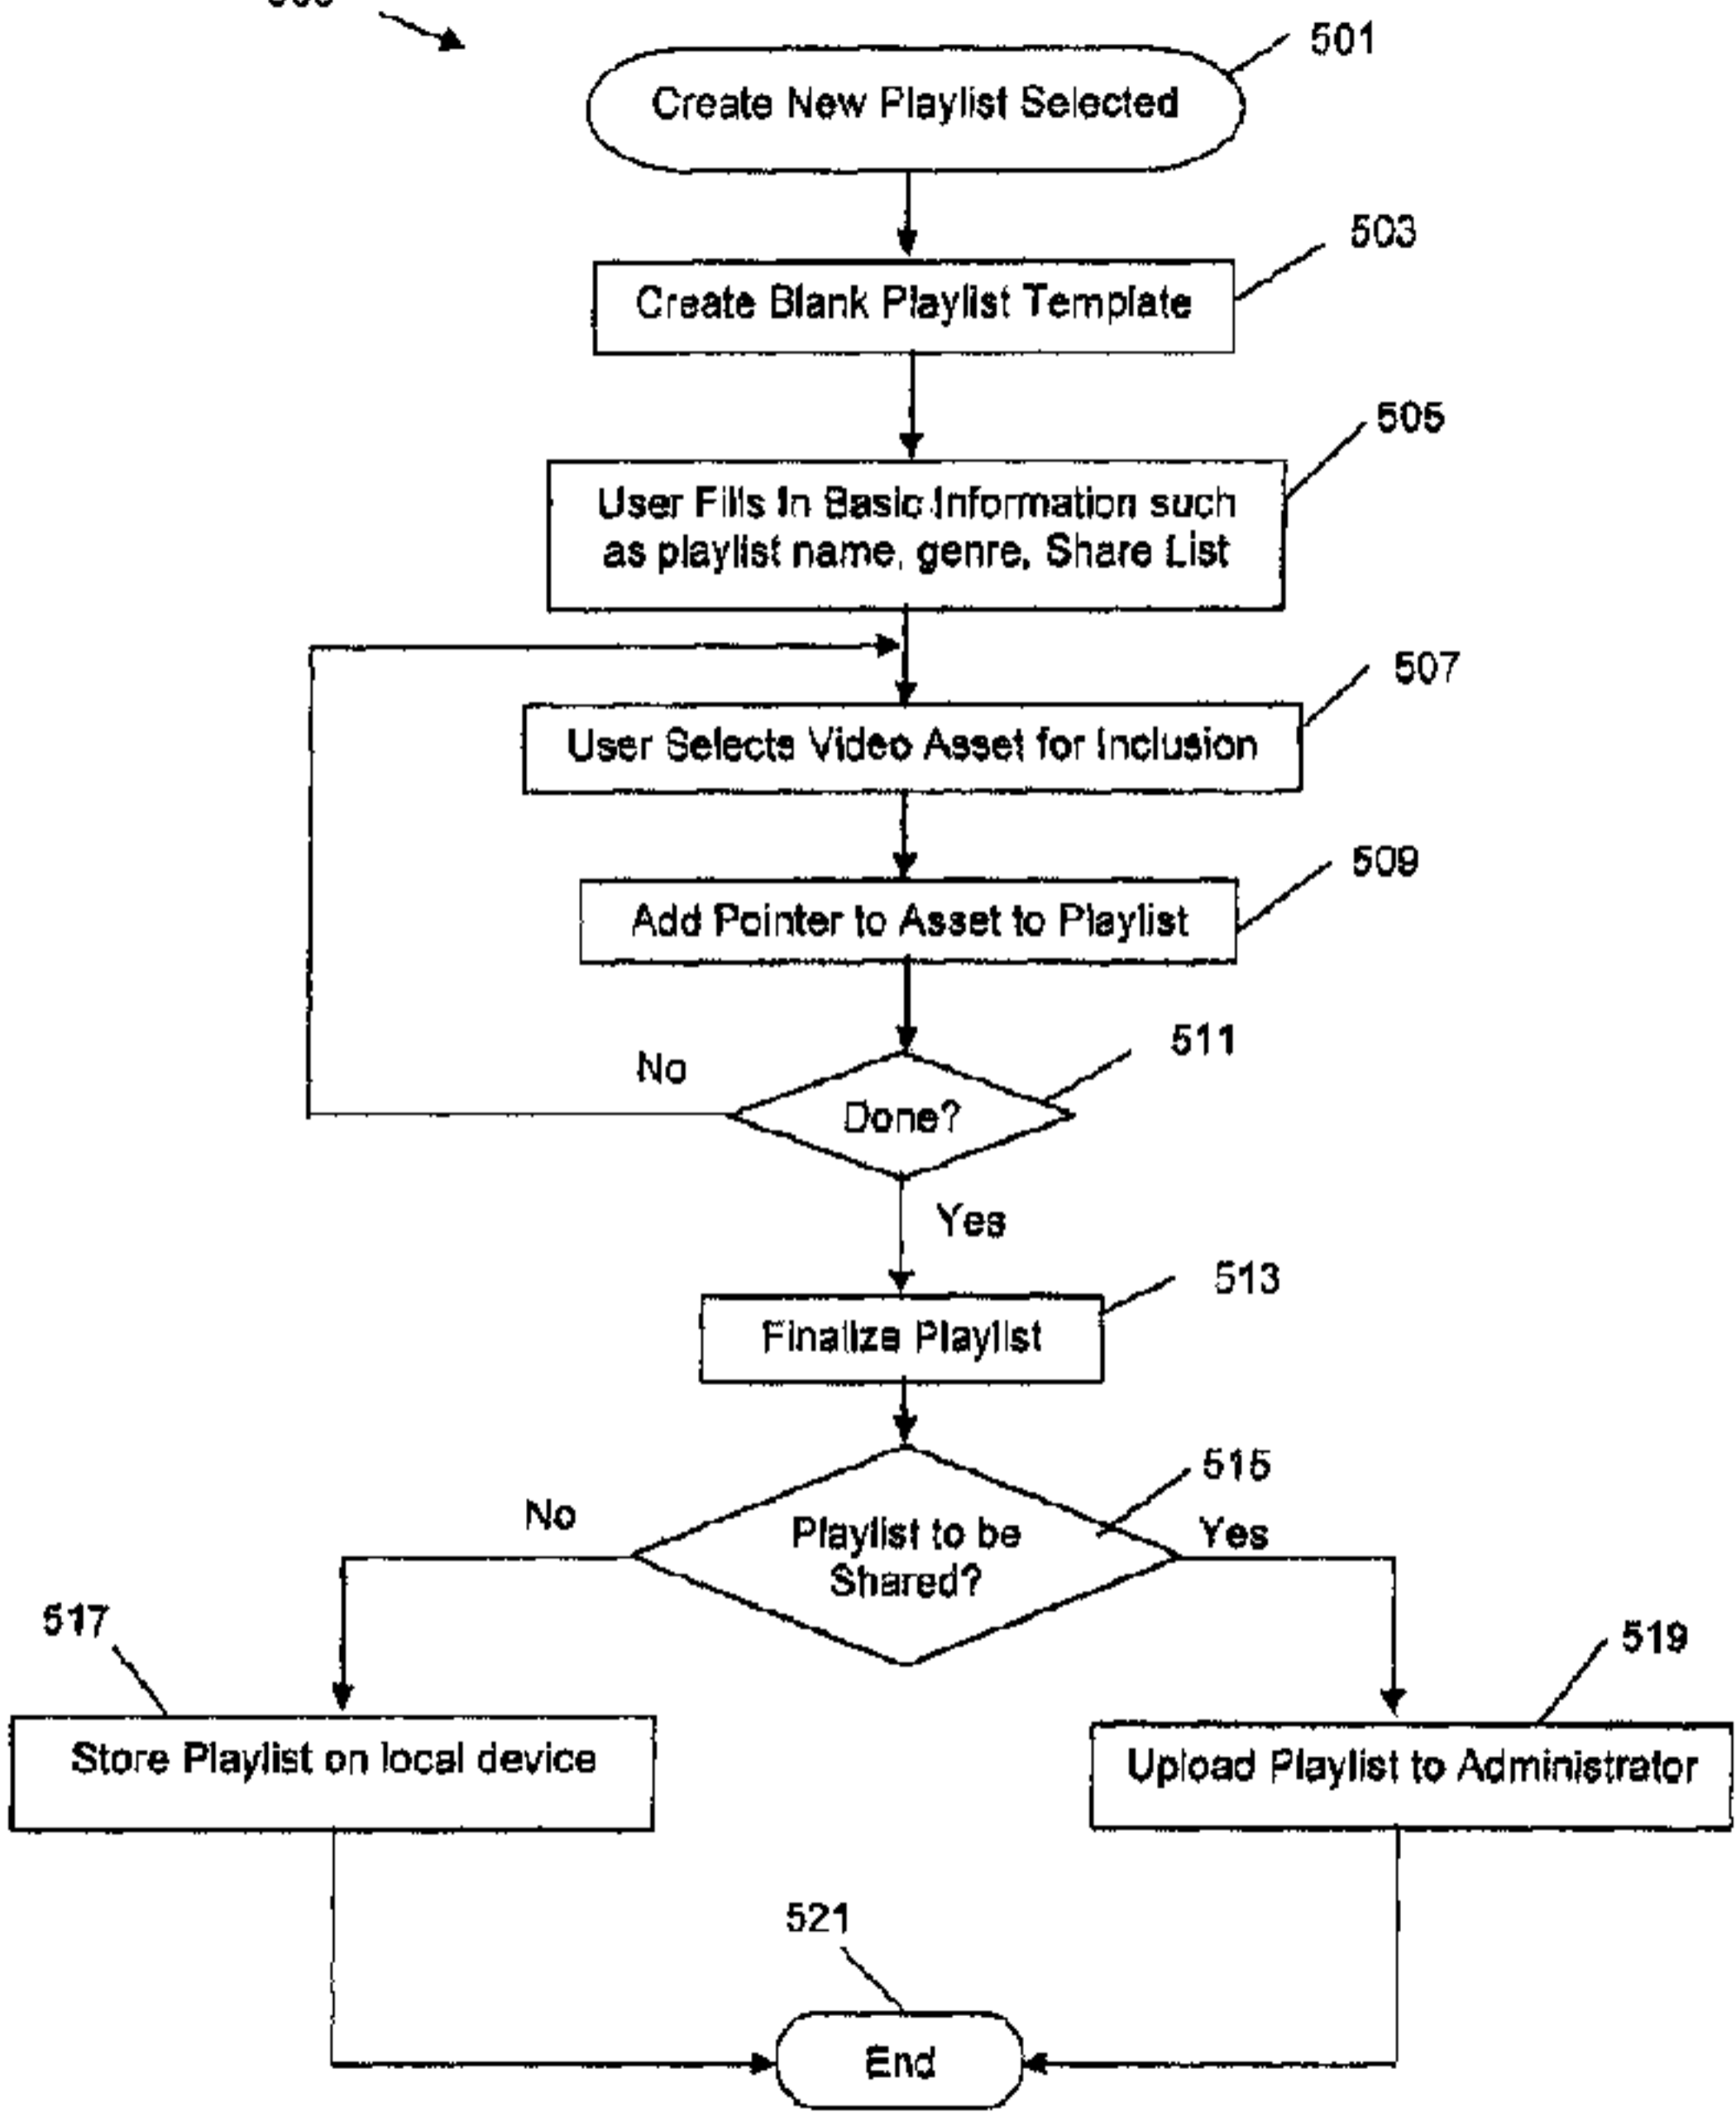 501
Create New Playlist Selected
503
Create Blank Playlist Template
505
User Fills In Basic Information such
as playlist name, genre, Share List
507
User Selects Video Asset for Inclusion
509
Add Pointer to Asset to Playlist
511
No
Done?
Yes
513
Finalize Playlist
515
No
Playlist to be
Shared?
Yes
517
519
Store Playlist on local device
Upload Playlist to Administrator
521
End